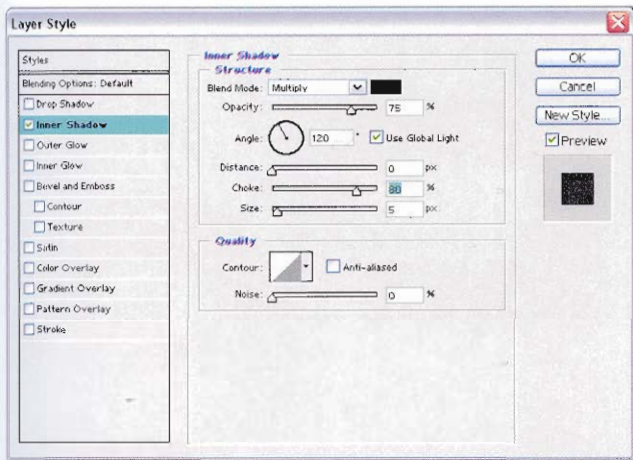 Layer Style
Styles
Blending Options: Default
Drop Shadow
Inner Shadow
Outer Glow
Inner Glow
Bevel and Emboss
Contour
Texture
Satin
Color Overlay
Gradient Overlay
Pattern Overlay
Stroke
Inner Shadow
Structure
Blend Mode: Multiply
Opacity: 75 %
Angle: 120 ° Use Global Light
Distance: 0 px
Choke: 80 %
Size: 5 px
Quality
Contour: Anti-aliased
Noise: 0 %
OK
Cancel
New Style...
Preview